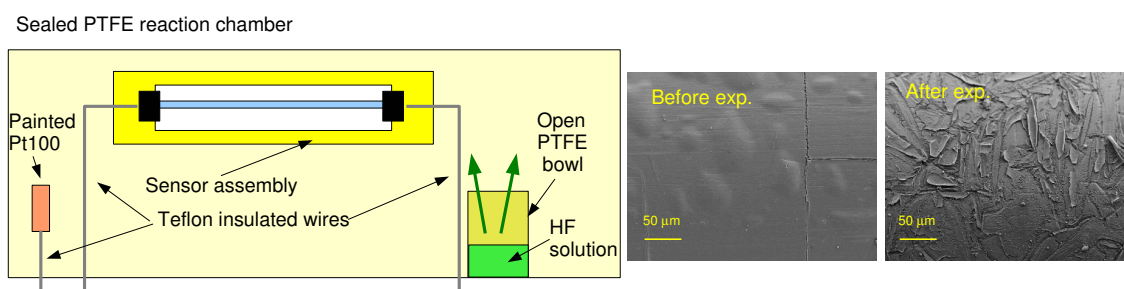 Sealed PTFE reaction chamber
Painted
Pt100
Sensor assembly
Teflon insulated wires
Open
PTFE
bowl
HF
solution
Before exp.
50 μm
After exp.
50 μm